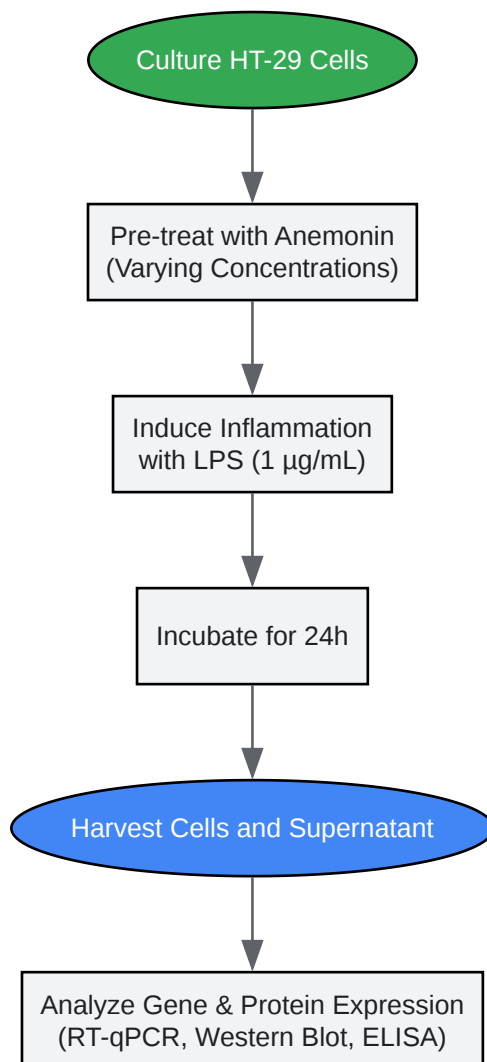 Culture HT-29 Cells
Pre-treat with Anemonin
(Varying Concentrations)
Induce Inflammation
with LPS (1 µg/mL)
Incubate for 24h
Harvest Cells and Supernatant
Analyze Gene & Protein Expression
(RT-qPCR, Western Blot, ELISA)